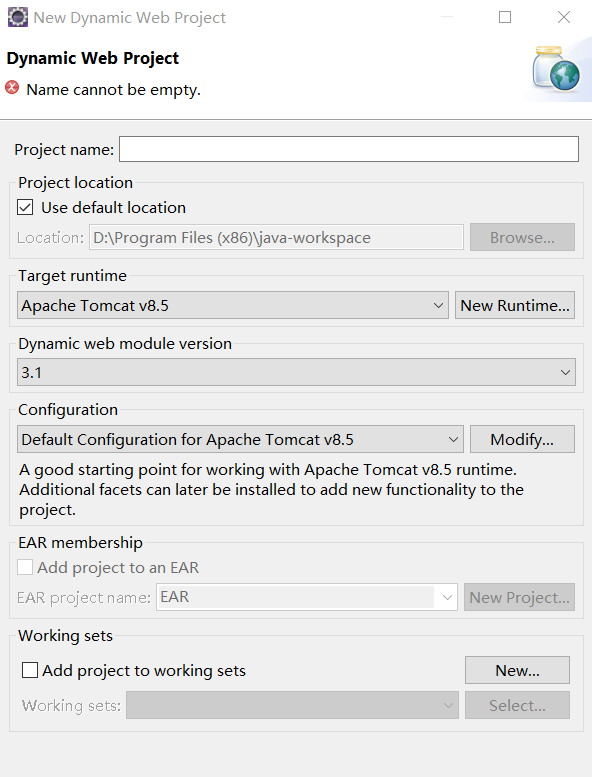 New Dynamic Web Project
Dynamic Web Project
Name cannot be empty.
Project name:
Project location
Use default location
Location: D:\Program Files (x86)\java-workspace Browse...
Target runtime
Apache Tomcat v8.5 New Runtime...
Dynamic web module version
3.1
Configuration
Default Configuration for Apache Tomcat v8.5 Modify...
A good starting point for working with Apache Tomcat v8.5 runtime.
Additional facets can later be installed to add new functionality to the
project.
EAR membership
Add project to an EAR
EAR project name: EAR New Project...
Working sets
Add project to working sets New...
Working sets: Select...